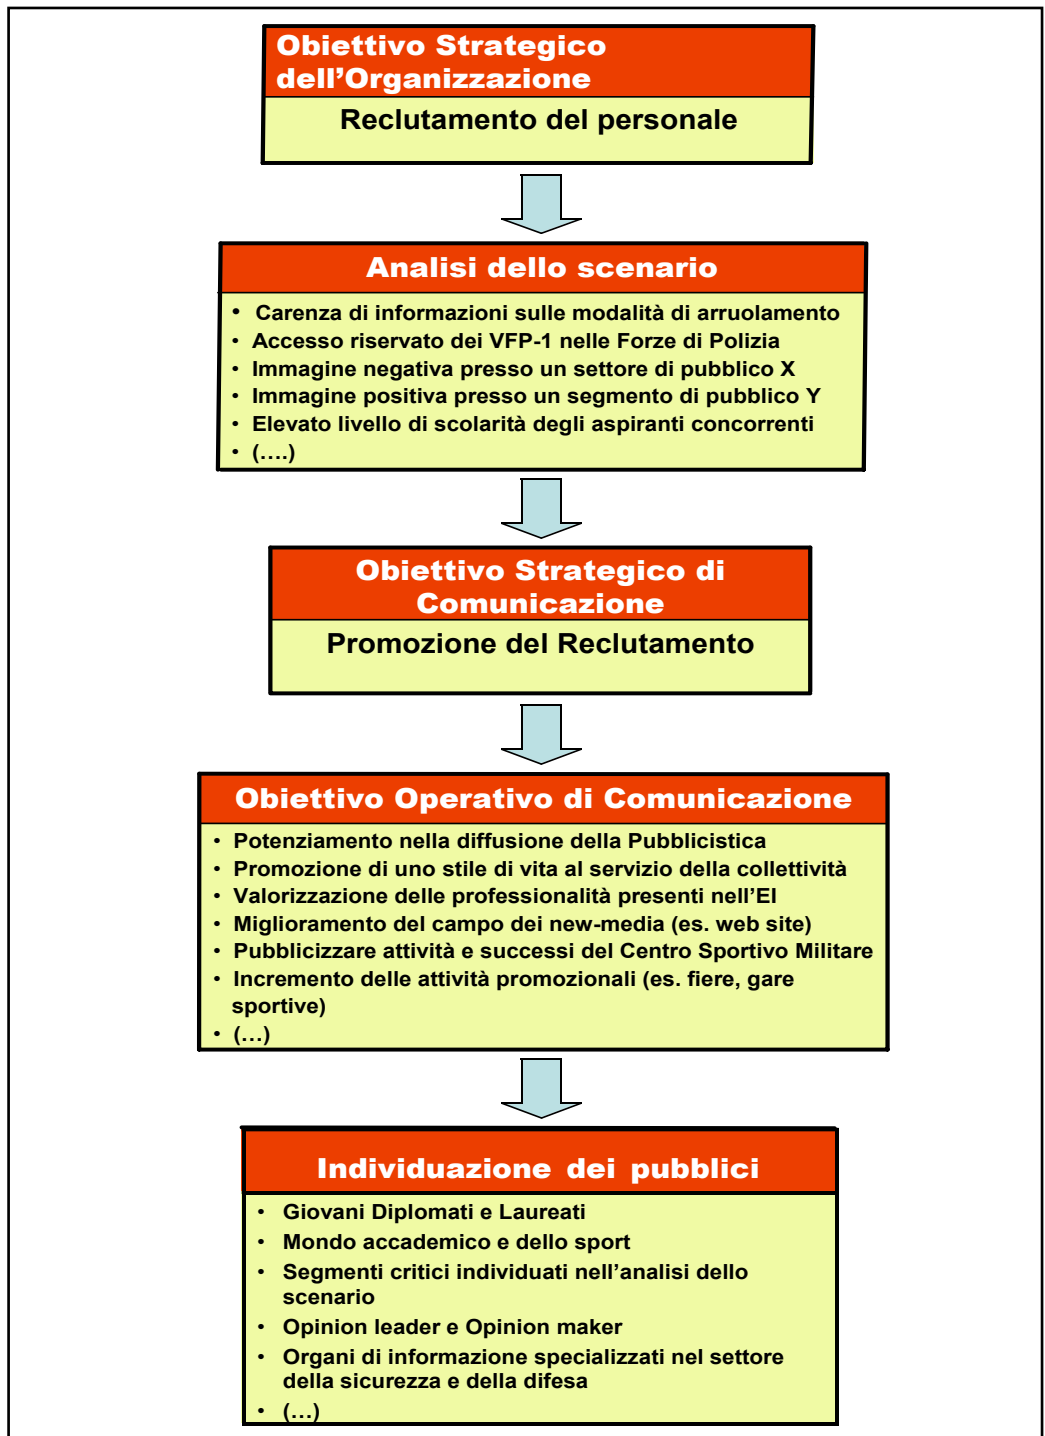 Obiettivo Strategico
dell'Organizzazione
Reclutamento del personale
Analisi dello scenario
• Carenza di informazioni sulle modalità di arruolamento
• Accesso riservato dei VFP-1 nelle Forze di Polizia
• Immagine negativa presso un settore di pubblico X
• Immagine positiva presso un segmento di pubblico Y
• Elevato livello di scolarità degli aspiranti concorrenti
• (....)
Obiettivo Strategico di
Comunicazione
Promozione del Reclutamento
Obiettivo Operativo di Comunicazione
• Potenziamento nella diffusione della Pubblicistica
• Promozione di uno stile di vita al servizio della collettività
• Valorizzazione delle professionalità presenti nell'EI
• Miglioramento del campo dei new-media (es. web site)
• Pubblicizzare attività e successi del Centro Sportivo Militare
• Incremento delle attività promozionali (es. fiere, gare
sportive)
• (...)
Individuazione dei pubblici
• Giovani Diplomati e Laureati
• Mondo accademico e dello sport
• Segmenti critici individuati nell'analisi dello
scenario
• Opinion leader e Opinion maker
• Organi di informazione specializzati nel settore
della sicurezza e della difesa
• (...)